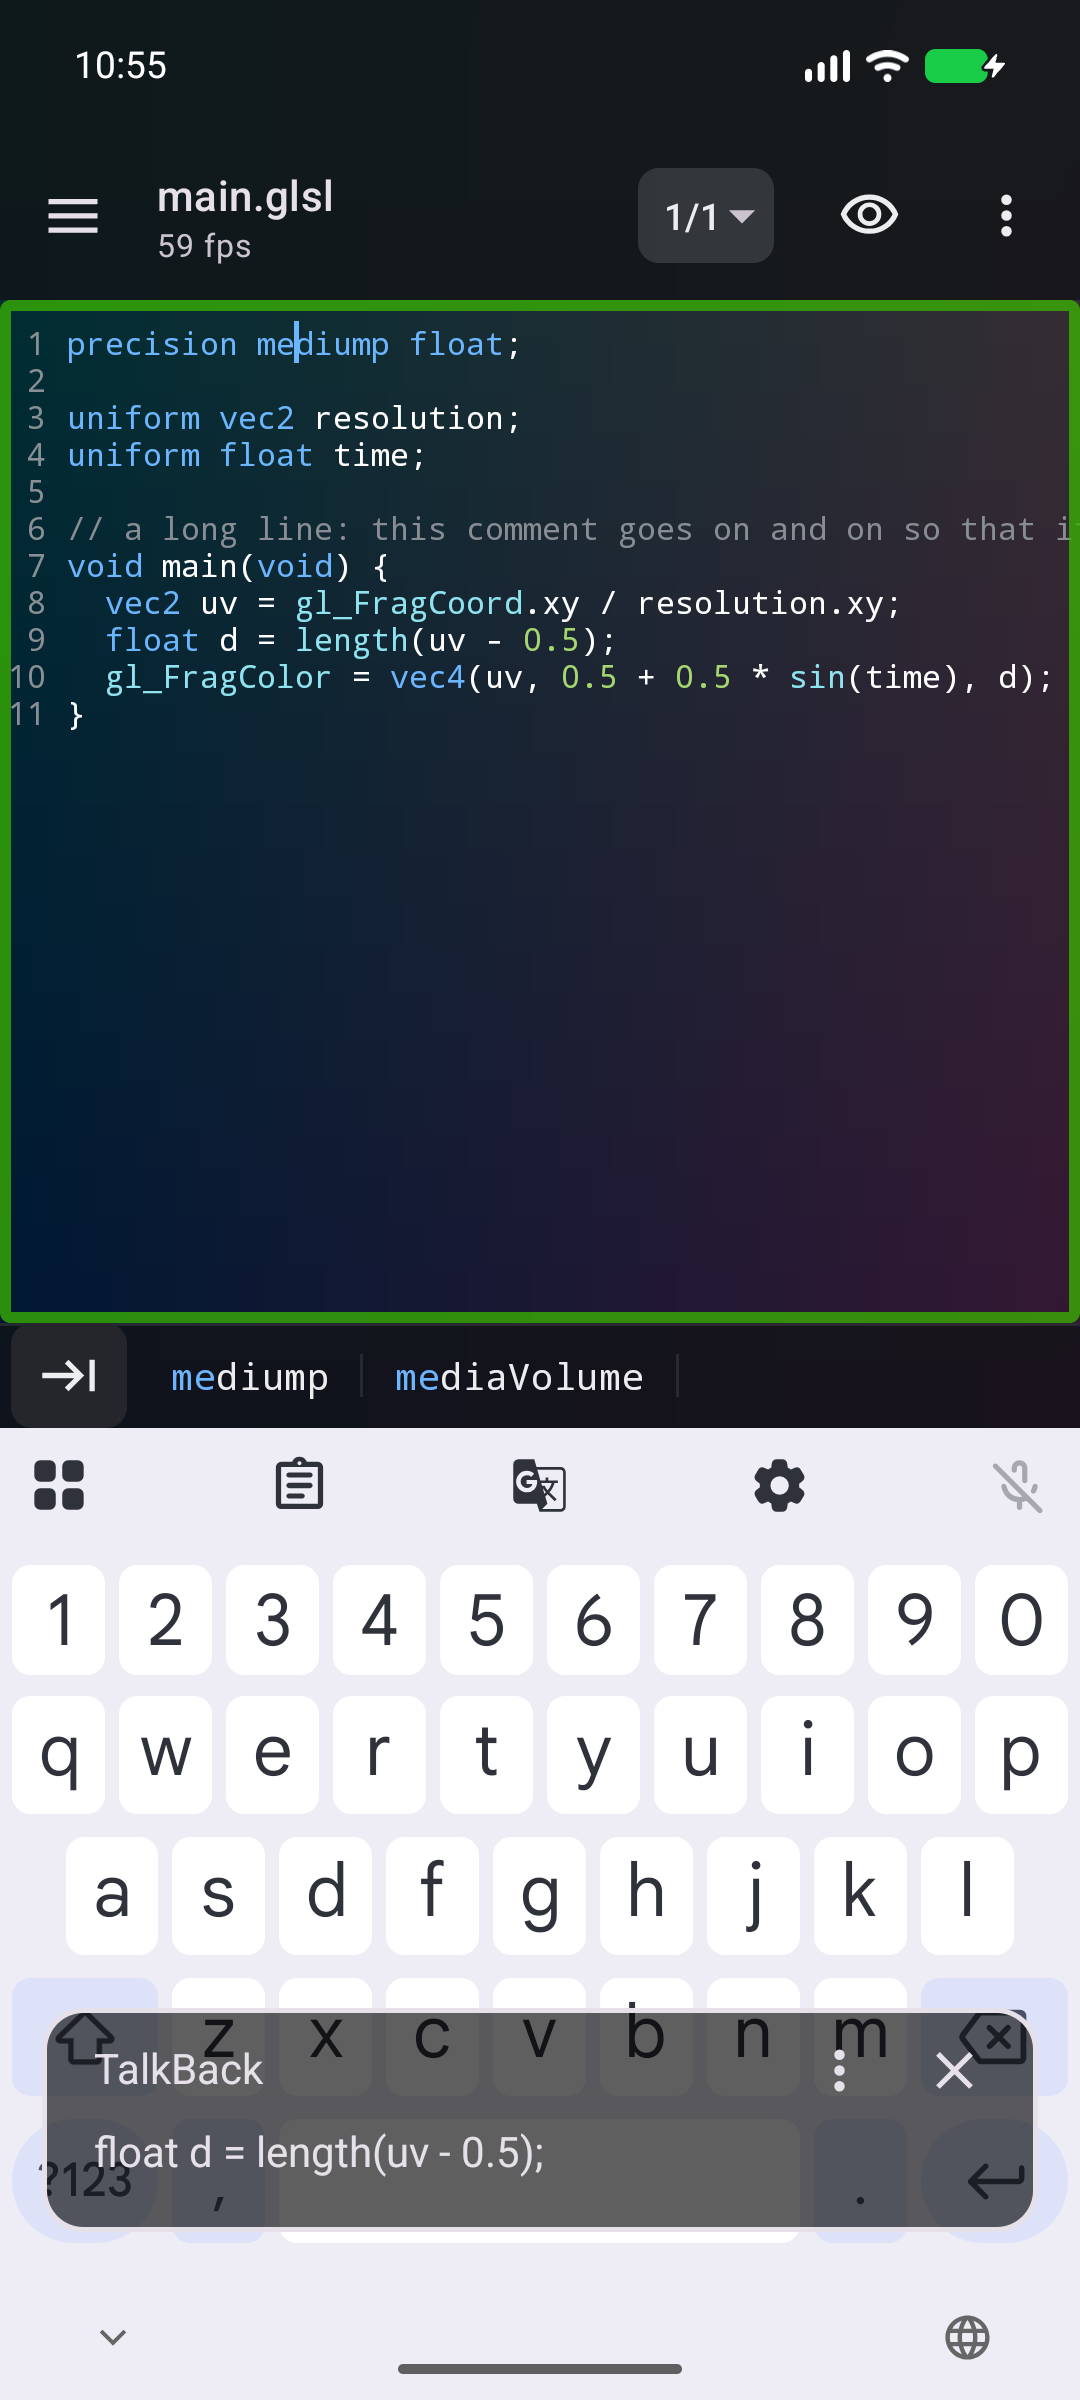 10:55
main.glsl
59 fps
1/1
1 precision mediump float;
2
3 uniform vec2 resolution;
4 uniform float time;
5
6 // a long line: this comment goes on and on so that i
7 void main(void) {
8   vec2 uv = gl_FragCoord.xy / resolution.xy;
9   float d = length(uv - 0.5);
10   gl_FragColor = vec4(uv, 0.5 + 0.5 * sin(time), d);
11 }
mediump mediaVolume
G 文
1 2 3 4 5 6 7 8 9 0
q w e r t y u i o p
a s d f g h j k l
z x c v b n m
TalkBack
float d = length(uv - 0.5);
?123 , .